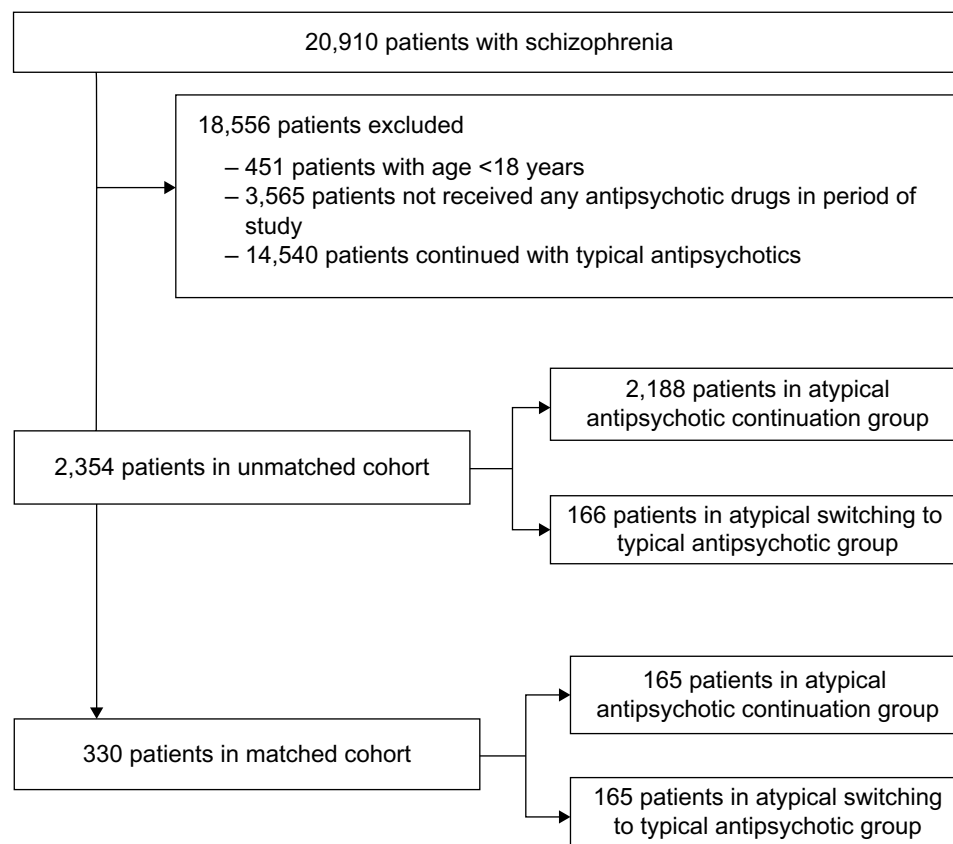 20,910 patients with schizophrenia
18,556 patients excluded
– 451 patients with age <18 years
– 3,565 patients not received any antipsychotic drugs in period of
study
– 14,540 patients continued with typical antipsychotics
2,188 patients in atypical
antipsychotic continuation group
2,354 patients in unmatched cohort
166 patients in atypical switching to
typical antipsychotic group
165 patients in atypical
antipsychotic continuation group
330 patients in matched cohort
165 patients in atypical switching
to typical antipsychotic group